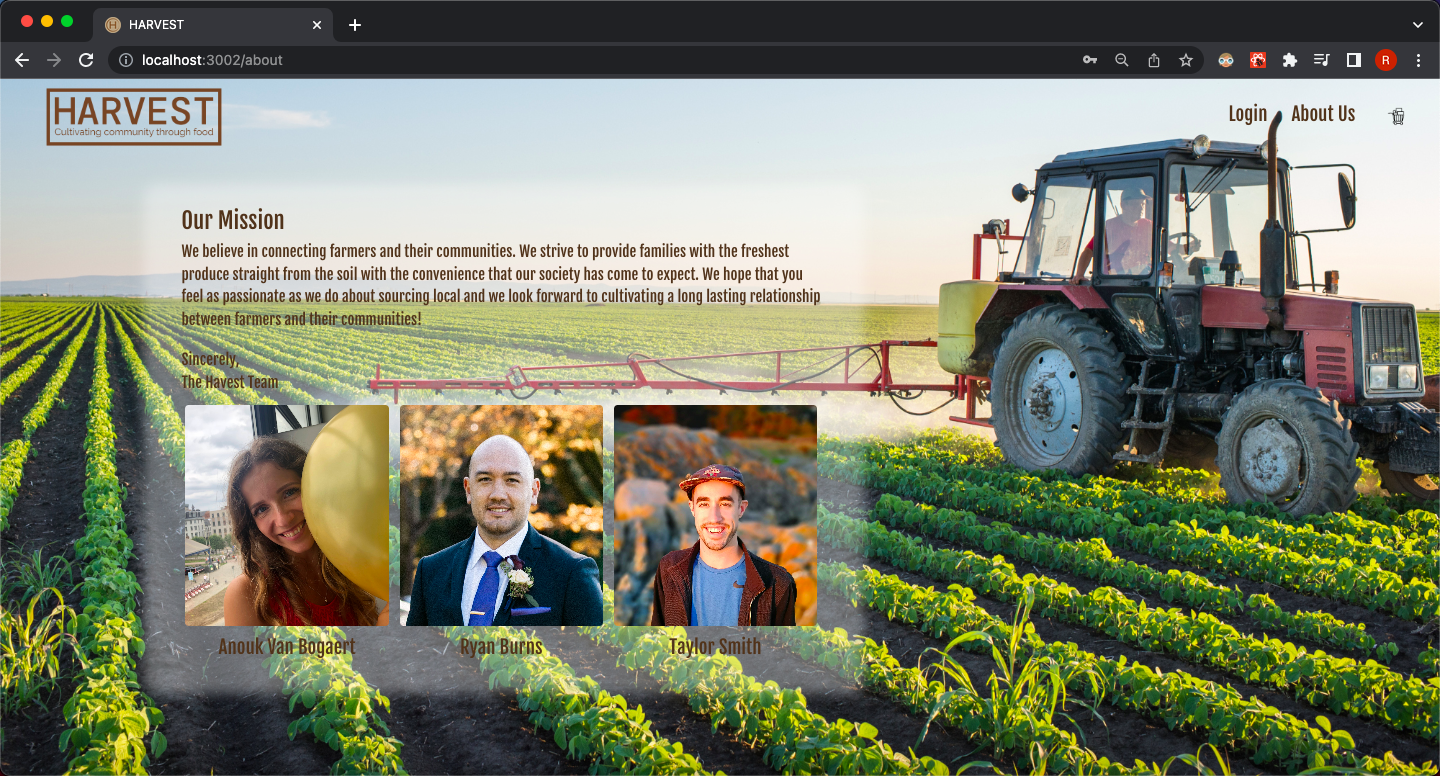 HARVEST
localhost:3002/about
R
HARVEST
Cultivating community through food
Login
About Us
Our Mission
We believe in connecting farmers and their communities. We strive to provide families with the freshest
produce straight from the soil with the convenience that our society has come to expect. We hope that you
feel as passionate as we do about sourcing local and we look forward to cultivating a long lasting relationship
between farmers and their communities!
Sincerely,
The Havest Team
Anouk Van Bogaert
Ryan Burns
Taylor Smith